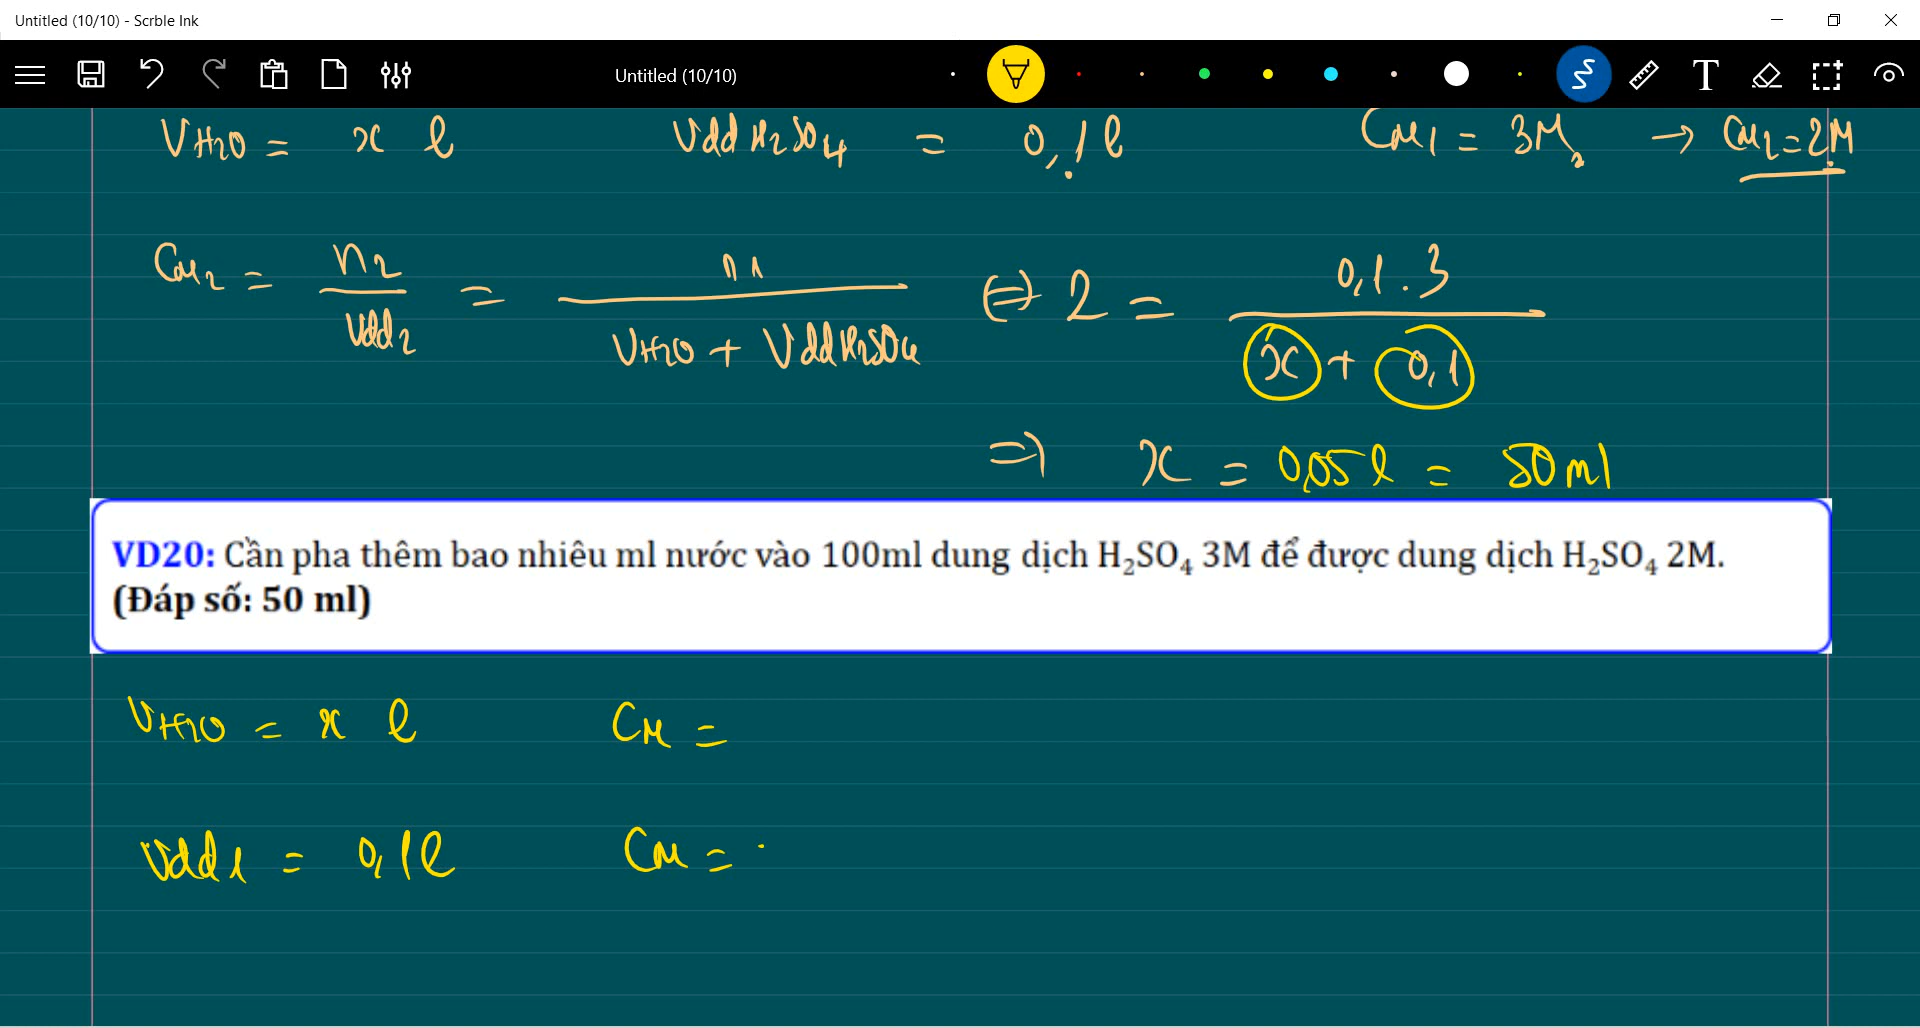 Untitled (10/10) - Scrble Ink
Untitled (10/10)
T
VH2O = x l Vdd H2SO4 = 0,1 l CM1 = 3M → CM2 = 2M
CM2 = n2/Vdd2 = n1/(VH2O + Vdd H2SO4) ⇔ 2 = 0,1 . 3/(x + 0,1)
⇒ x = 0,05 l = 50 ml
VD20: Cần pha thêm bao nhiêu ml nước vào 100ml dung dịch H₂SO₄ 3M để được dung dịch H₂SO₄ 2M.
(Đáp số: 50 ml)
VH2O = x l CM =
Vdd1 = 0,1 l CM =